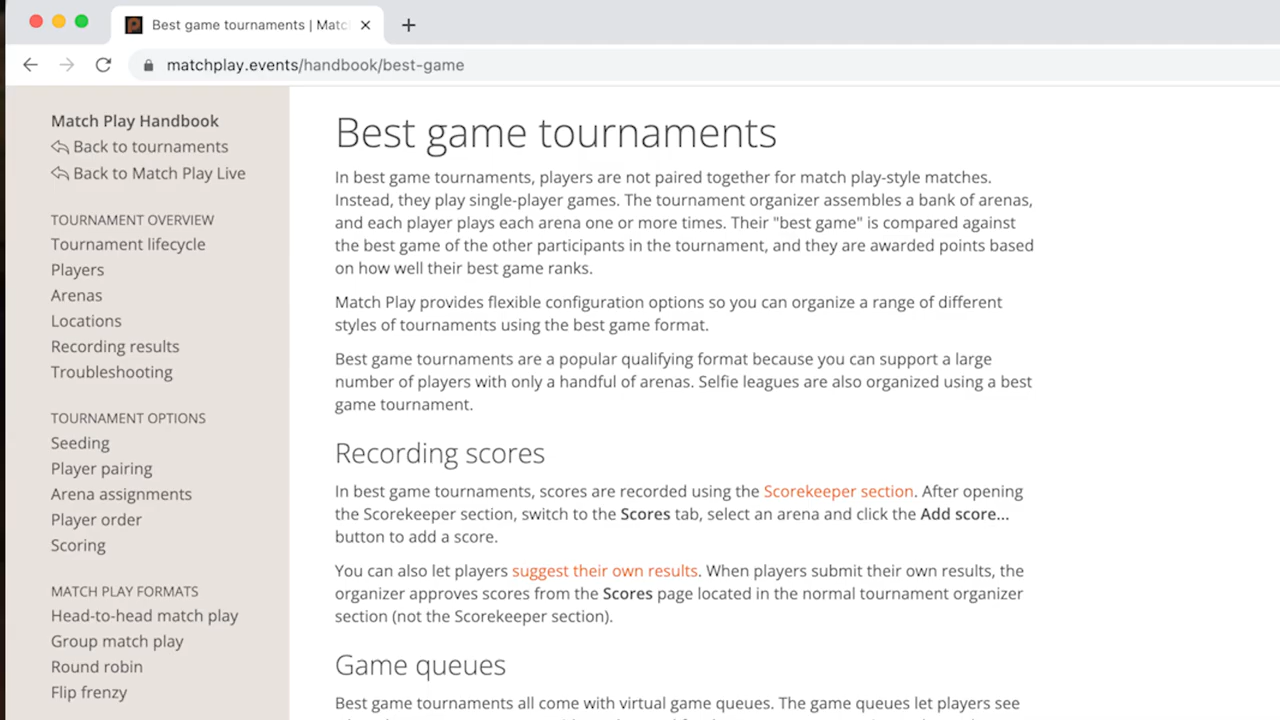 Best game tournaments | Matc
matchplay.events/handbook/best-game
Match Play Handbook
Back to tournaments
Back to Match Play Live
TOURNAMENT OVERVIEW
Tournament lifecycle
Players
Arenas
Locations
Recording results
Troubleshooting
TOURNAMENT OPTIONS
Seeding
Player pairing
Arena assignments
Player order
Scoring
MATCH PLAY FORMATS
Head-to-head match play
Group match play
Round robin
Flip frenzy
Best game tournaments
In best game tournaments, players are not paired together for match play-style matches.
Instead, they play single-player games. The tournament organizer assembles a bank of arenas,
and each player plays each arena one or more times. Their "best game" is compared against
the best game of the other participants in the tournament, and they are awarded points based
on how well their best game ranks.
Match Play provides flexible configuration options so you can organize a range of different
styles of tournaments using the best game format.
Best game tournaments are a popular qualifying format because you can support a large
number of players with only a handful of arenas. Selfie leagues are also organized using a best
game tournament.
Recording scores
In best game tournaments, scores are recorded using the Scorekeeper section. After opening
the Scorekeeper section, switch to the Scores tab, select an arena and click the Add score...
button to add a score.
You can also let players suggest their own results. When players submit their own results, the
organizer approves scores from the Scores page located in the normal tournament organizer
section (not the Scorekeeper section).
Game queues
Best game tournaments all come with virtual game queues. The game queues let players see